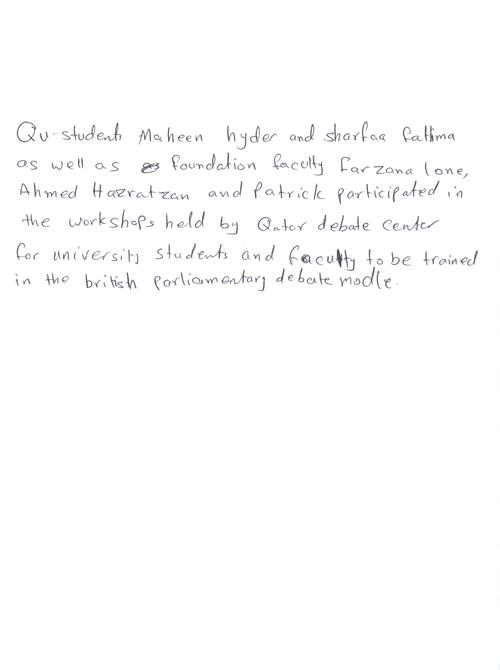 Qu-students Maheen hyder and sharfaa fatima
as well as foundation faculty Farzana lone,
Ahmed Hazratzan and Patrick participated in
the workshops held by Qatar debate center
for university students and faculty to be trained
in the british parliamentary debate modle.